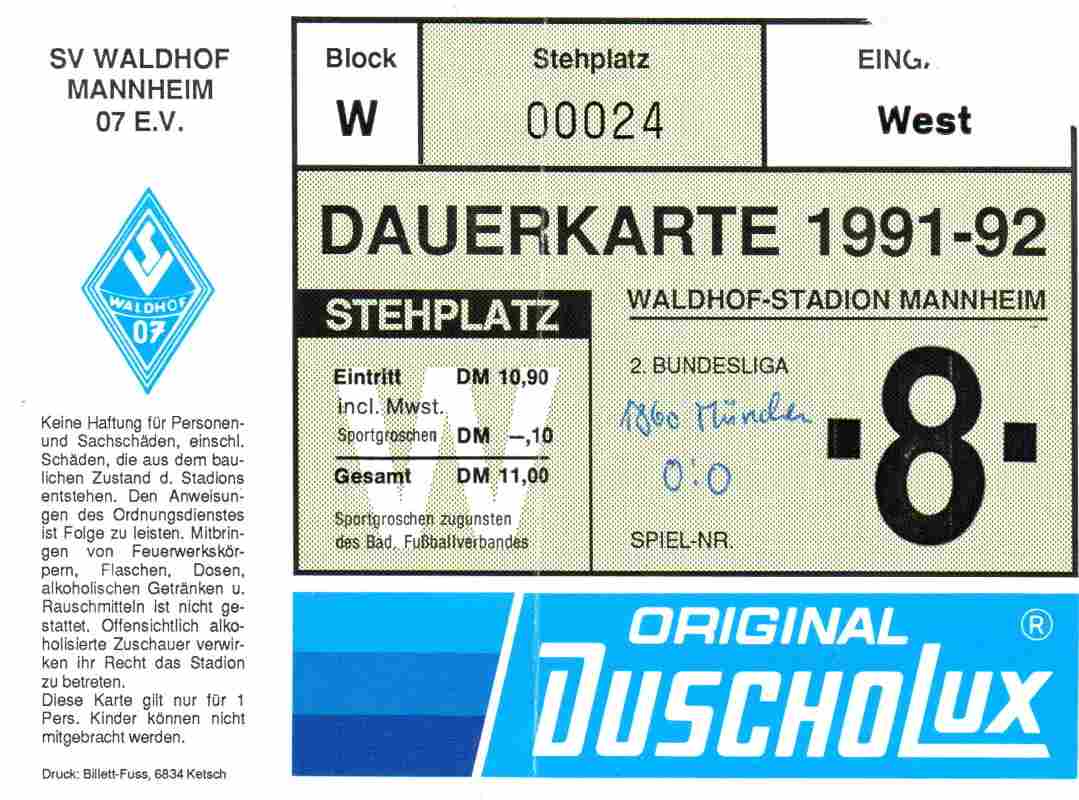 SV WALDHOF
MANNHEIM
07 E.V.
WALDHOF
07
Keine Haftung für Personen-
und Sachschäden, einschl.
Schäden, die aus dem bau-
lichen Zustand d. Stadions
entstehen. Den Anweisun-
gen des Ordnungsdienstes
ist Folge zu leisten. Mitbrin-
gen von Feuerwerkskör-
pern, Flaschen, Dosen,
alkoholischen Getränken u.
Rauschmitteln ist nicht ge-
stattet. Offensichtlich alko-
holisierte Zuschauer verwir-
ken ihr Recht das Stadion
zu betreten.
Diese Karte gilt nur für 1
Pers. Kinder können nicht
mitgebracht werden.
Druck: Billett-Fuss, 6834 Ketsch
Block
W
Stehplatz
00024
EING.
West
DAUERKARTE 1991-92
STEHPLATZ
W
Eintritt DM 10,90
incl. Mwst.
Sportgroschen DM –,10
Gesamt DM 11,00
Sportgroschen zugunsten
des Bad. Fußballverbandes
WALDHOF-STADION MANNHEIM
2. BUNDESLIGA
1860 München
0:0
SPIEL-NR.
-8-
ORIGINAL ®
DUSCHOLUX